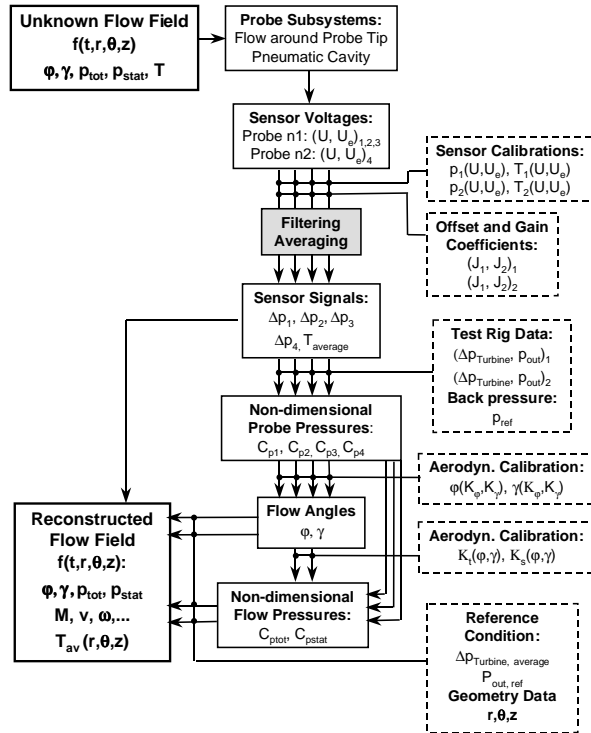 Unknown Flow Field
f(t,r,θ,z)
φ, γ, p_tot, p_stat, T
Probe Subsystems:
Flow around Probe Tip
Pneumatic Cavity
Sensor Voltages:
Probe n1: (U, U_e)_1,2,3
Probe n2: (U, U_e)_4
Sensor Calibrations:
p_1(U,U_e), T_1(U,U_e)
p_2(U,U_e), T_2(U,U_e)
Filtering
Averaging
Offset and Gain
Coefficients:
(J_1, J_2)_1
(J_1, J_2)_2
Sensor Signals:
Δp_1, Δp_2, Δp_3
Δp_4, T_average
Test Rig Data:
(Δp_Turbine, p_out)_1
(Δp_Turbine, p_out)_2
Back pressure:
p_ref
Non-dimensional
Probe Pressures:
C_p1, C_p2, C_p3, C_p4
Aerodyn. Calibration:
φ(K_φ,K_γ), γ(K_φ,K_γ)
Flow Angles
φ, γ
Aerodyn. Calibration:
K_t(φ,γ), K_s(φ,γ)
Reconstructed
Flow Field
f(t,r,θ,z):
φ, γ, p_tot, p_stat
M, v, ω,...
T_av (r,θ,z)
Non-dimensional
Flow Pressures:
C_ptot, C_pstat
Reference
Condition:
Δp_Turbine, average
P_out, ref
Geometry Data
r,θ,z